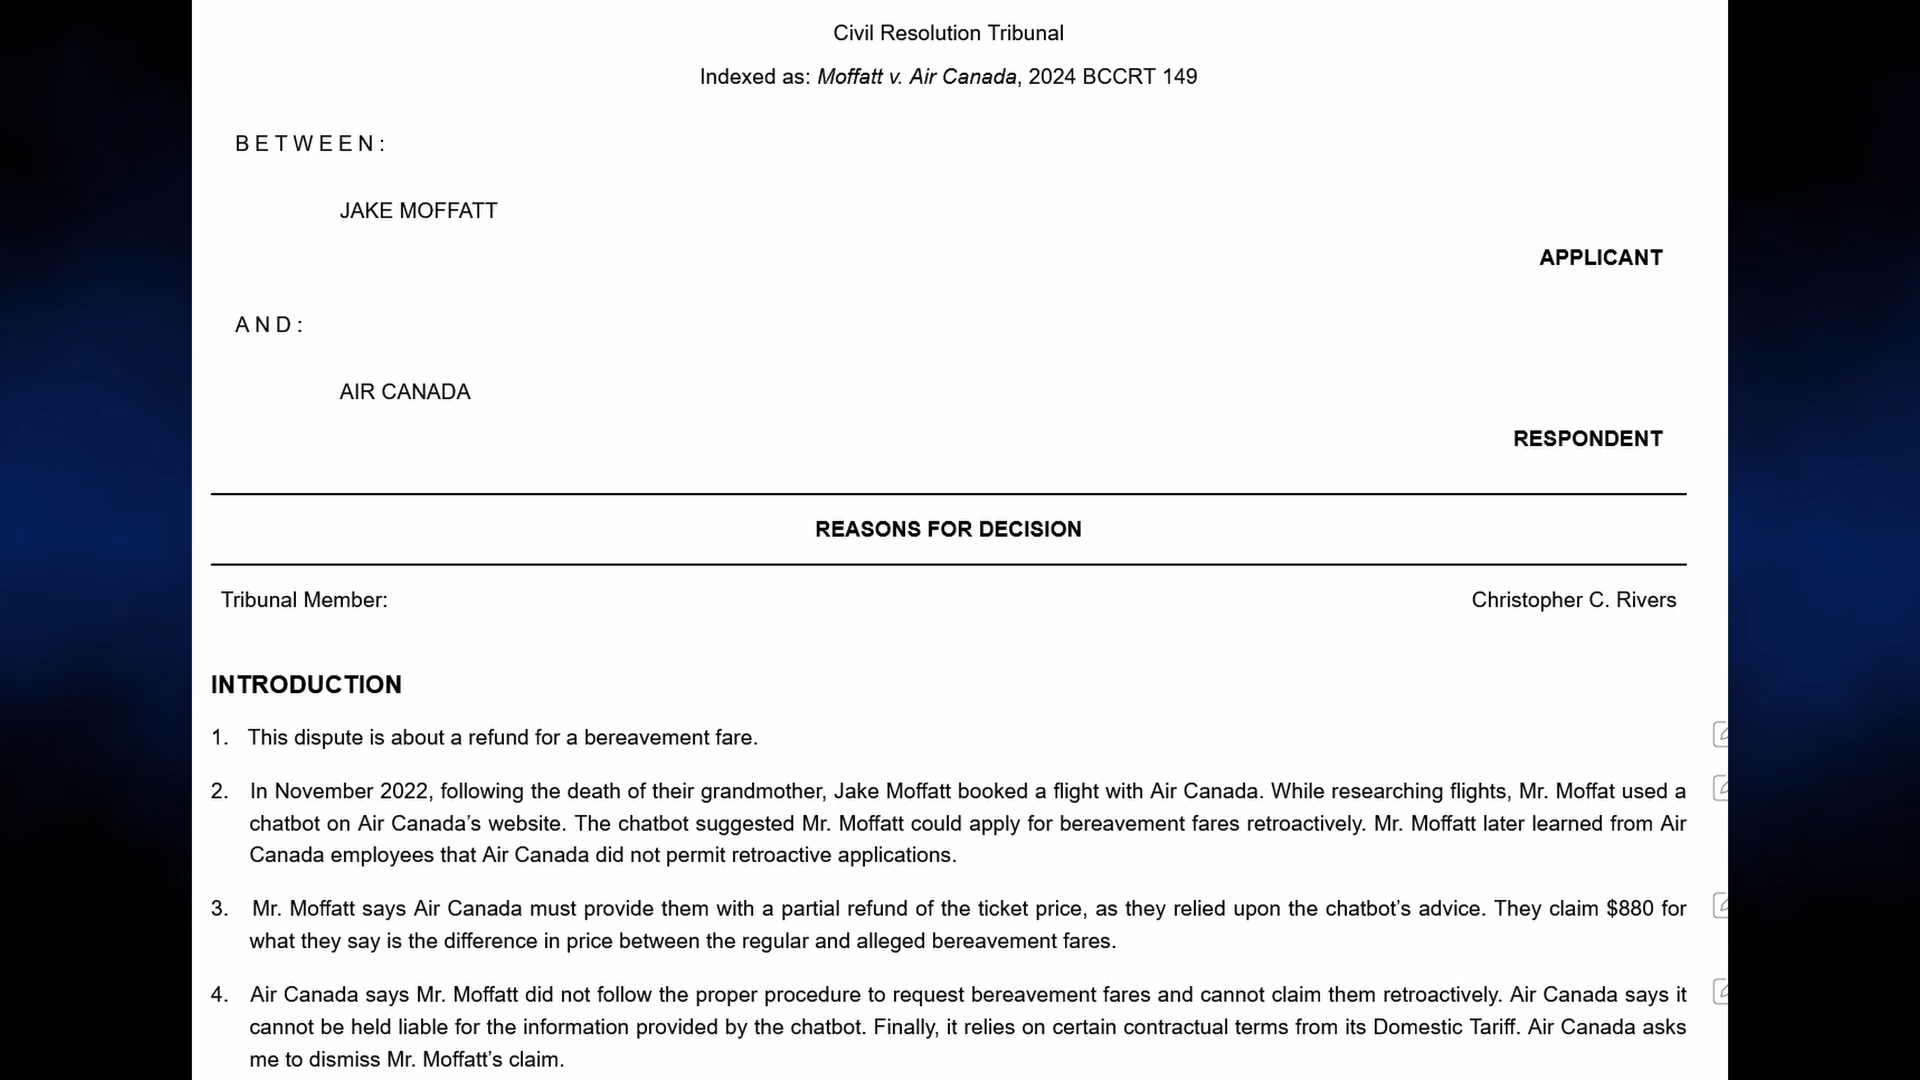 Civil Resolution Tribunal
Indexed as: Moffatt v. Air Canada, 2024 BCCRT 149
BETWEEN:
JAKE MOFFATT
APPLICANT
AND:
AIR CANADA
RESPONDENT
REASONS FOR DECISION
Tribunal Member: Christopher C. Rivers
INTRODUCTION
1. This dispute is about a refund for a bereavement fare.
2. In November 2022, following the death of their grandmother, Jake Moffatt booked a flight with Air Canada. While researching flights, Mr. Moffat used a
chatbot on Air Canada's website. The chatbot suggested Mr. Moffatt could apply for bereavement fares retroactively. Mr. Moffatt later learned from Air
Canada employees that Air Canada did not permit retroactive applications.
3. Mr. Moffatt says Air Canada must provide them with a partial refund of the ticket price, as they relied upon the chatbot's advice. They claim $880 for
what they say is the difference in price between the regular and alleged bereavement fares.
4. Air Canada says Mr. Moffatt did not follow the proper procedure to request bereavement fares and cannot claim them retroactively. Air Canada says it
cannot be held liable for the information provided by the chatbot. Finally, it relies on certain contractual terms from its Domestic Tariff. Air Canada asks
me to dismiss Mr. Moffatt's claim.